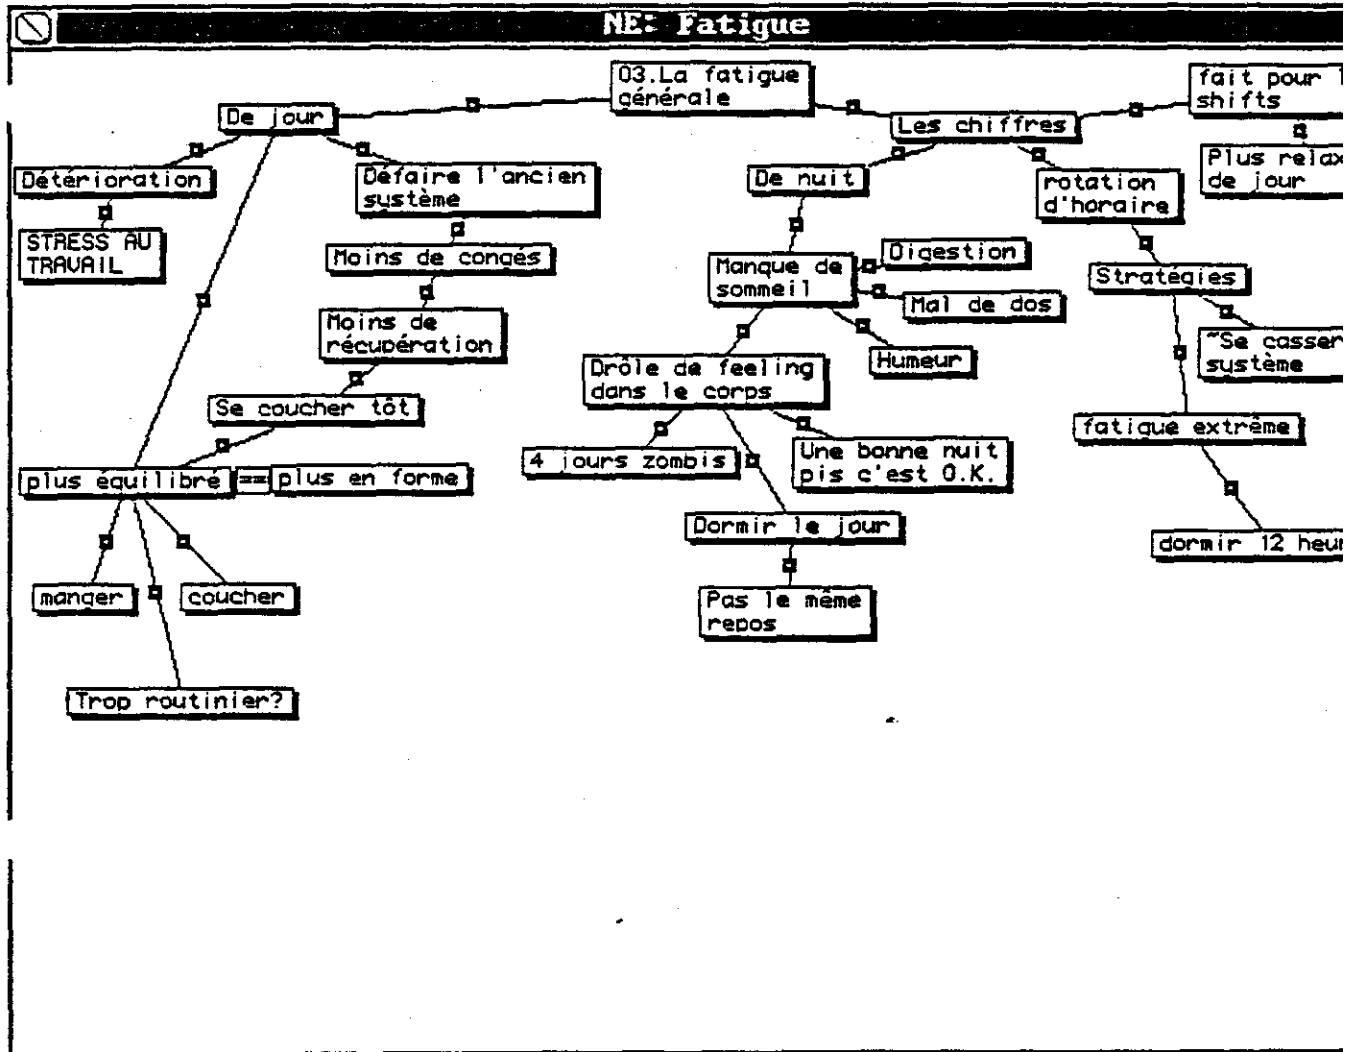 NE: Fatigue
03.La fatigue
générale
fait pour
shifts
De jour
Les chiffres
Détérioration
Défaire l'ancien
système
De nuit
rotation
d'horaire
Plus relax
de jour
STRESS AU
TRAVAIL
Moins de congés
Manque de
sommeil
Digestion
Stratégies
Mal de dos
Moins de
récupération
Humeur
~Se casser
système
Drôle de feeling
dans le corps
Se coucher tôt
fatigue extrême
4 jours zombis
Une bonne nuit
pis c'est O.K.
plus équilibré == plus en forme
Dormir le jour
dormir 12
manger
coucher
Pas le même
repos
Trop routinier?